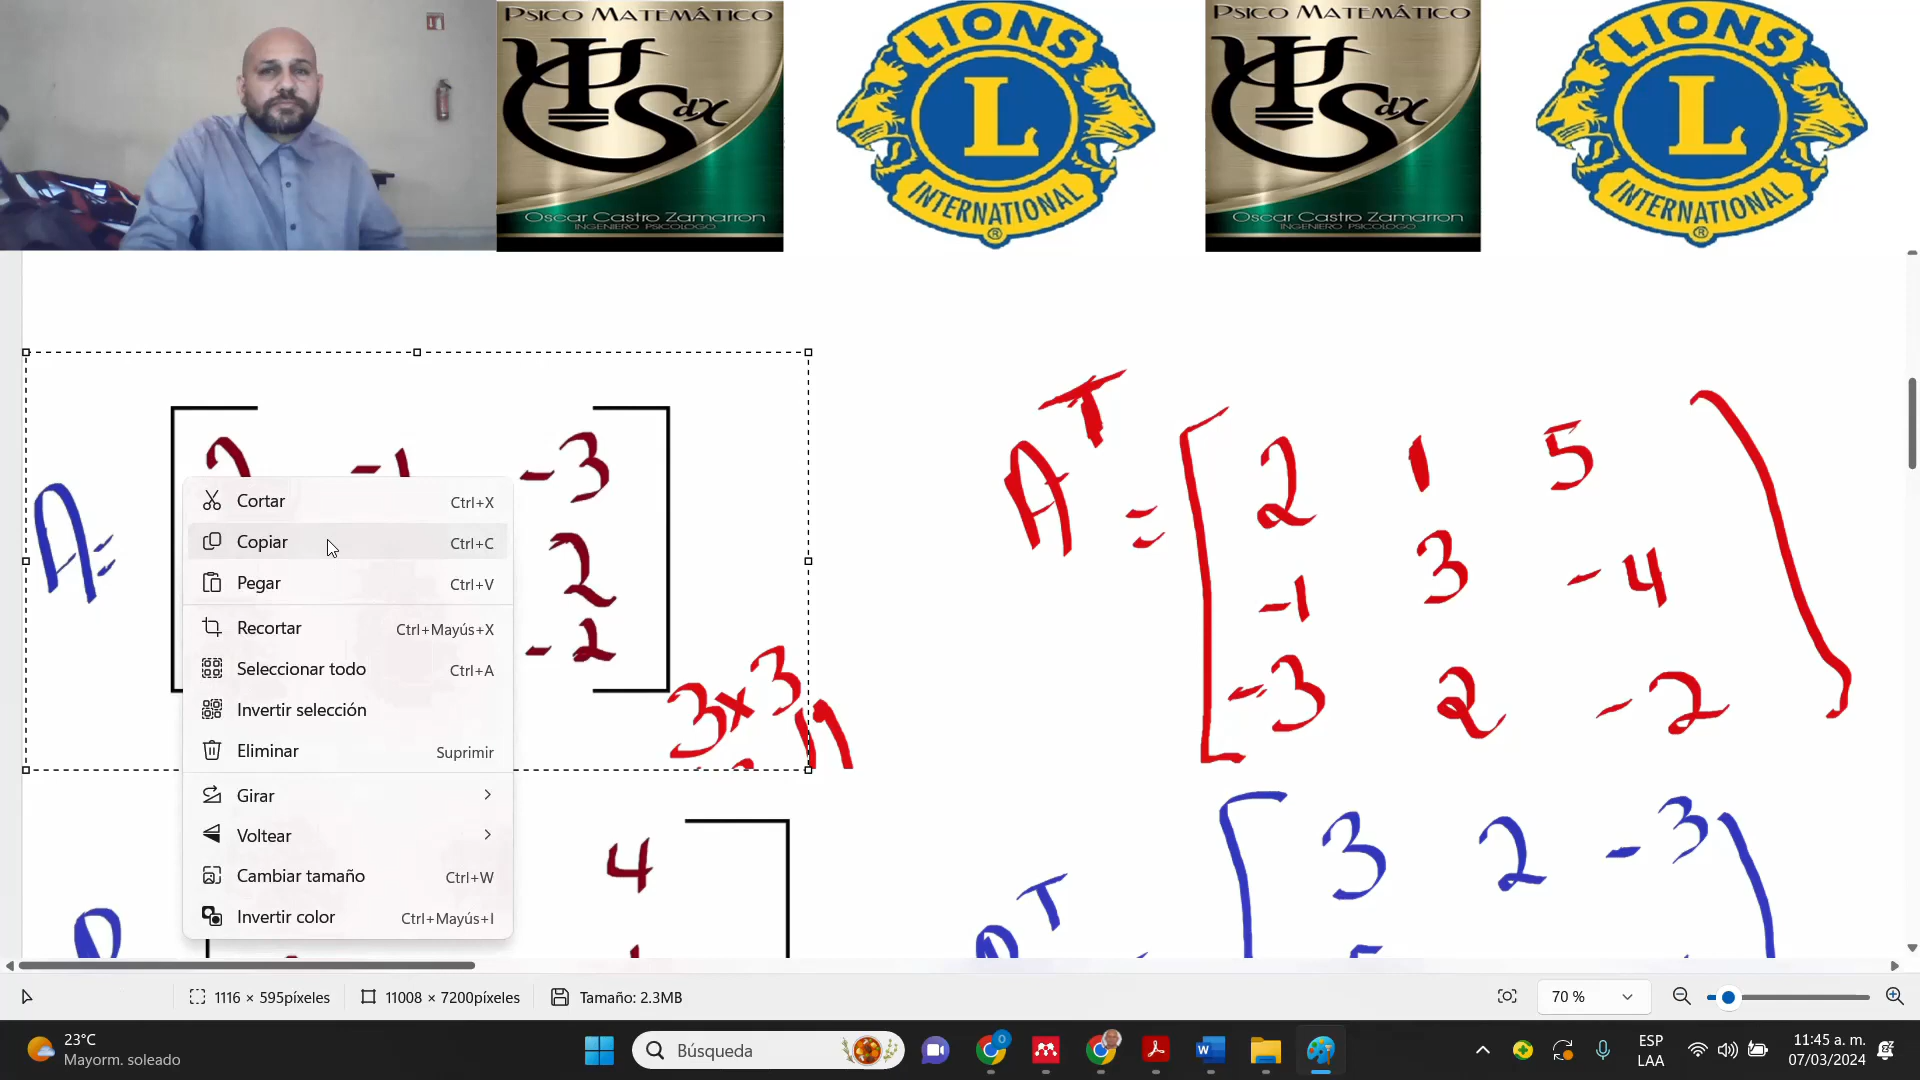 PSICO MATEMÁTICO
dx
Oscar Castro Zamarron
INGENIERO PSICOLOGO
LIONS
L
INTERNATIONAL
®
PSICO MATEMÁTICO
dx
Oscar Castro Zamarron
INGENIERO PSICOLOGO
LIONS
L
INTERNATIONAL
®
A=
2 -1 -3
2
-2
3x3
Cortar Ctrl+X
Copiar Ctrl+C
Pegar Ctrl+V
Recortar Ctrl+Mayús+X
Seleccionar todo Ctrl+A
Invertir selección
Eliminar Suprimir
Girar
Voltear
Cambiar tamaño Ctrl+W
Invertir color Ctrl+Mayús+I
4
A^T =
2 1 5
-1 3 -4
-3 2 -2
T
3 2 -3
1116 × 595píxeles
11008 × 7200píxeles
Tamaño: 2.3MB
70 %
23°C
Mayorm. soleado
Búsqueda
ESP
LAA
11:45 a. m.
07/03/2024